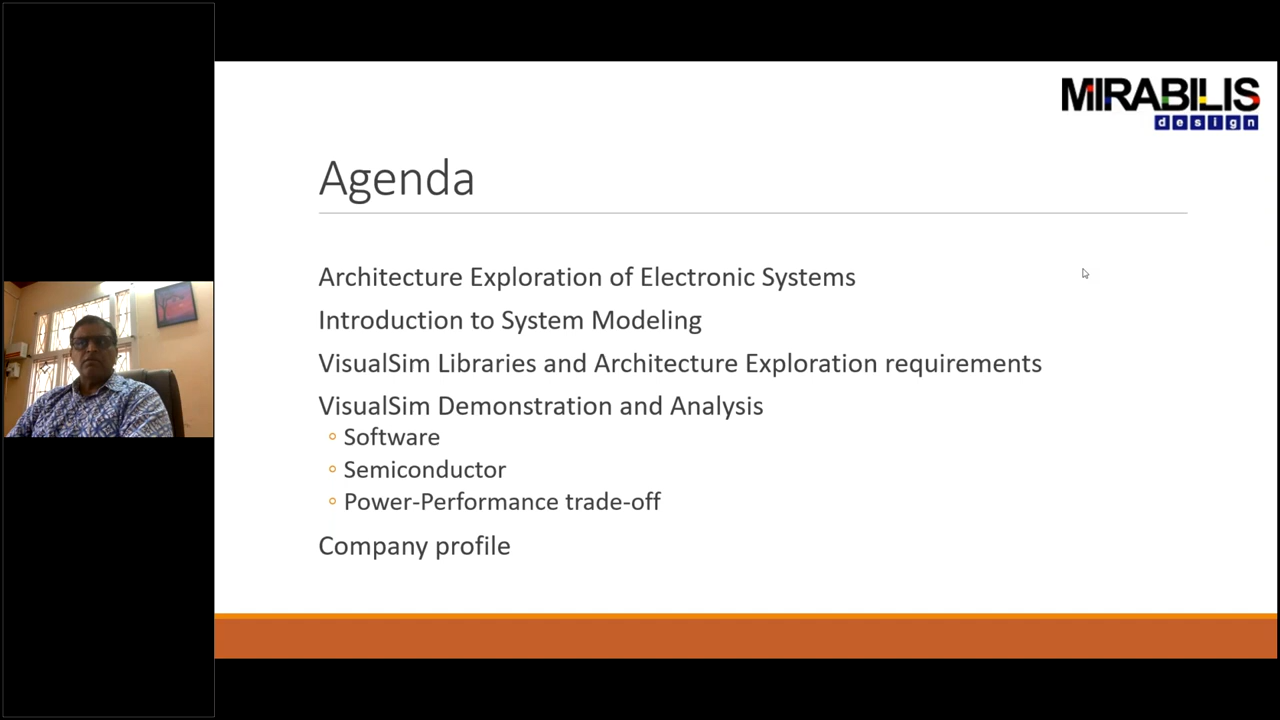 MIRABILIS
design
Agenda
Architecture Exploration of Electronic Systems
Introduction to System Modeling
VisualSim Libraries and Architecture Exploration requirements
VisualSim Demonstration and Analysis
Software
Semiconductor
Power-Performance trade-off
Company profile